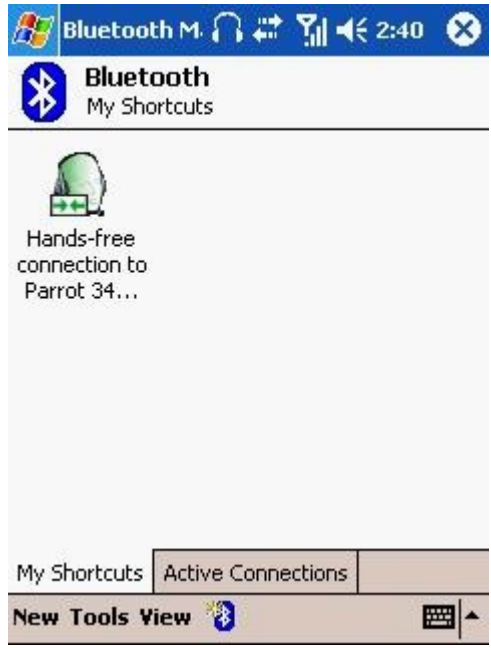 Bluetooth M. 2:40
Bluetooth
My Shortcuts
Hands-free
connection to
Parrot 34...
My Shortcuts Active Connections
New Tools View